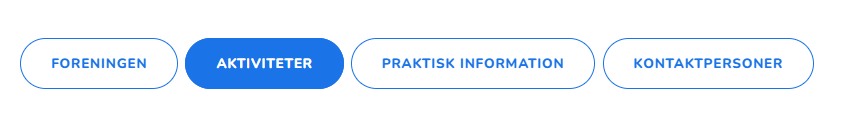 FORENINGEN AKTIVITETER PRAKTISK INFORMATION KONTAKTPERSONER